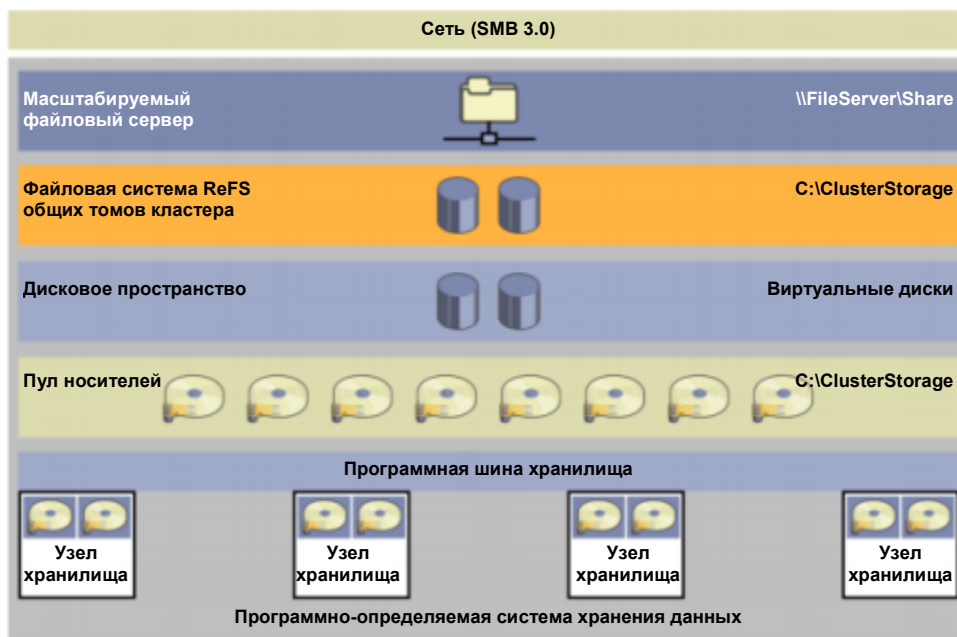 Сеть (SMB 3.0)
Масштабируемый
файловый сервер
\\FileServer\Share
Файловая система ReFS
общих томов кластера
C:\ClusterStorage
Дисковое пространство
Виртуальные диски
Пул носителей
C:\ClusterStorage
Программная шина хранилища
Узел
хранилища
Узел
хранилища
Узел
хранилища
Узел
хранилища
Программно-определяемая система хранения данных